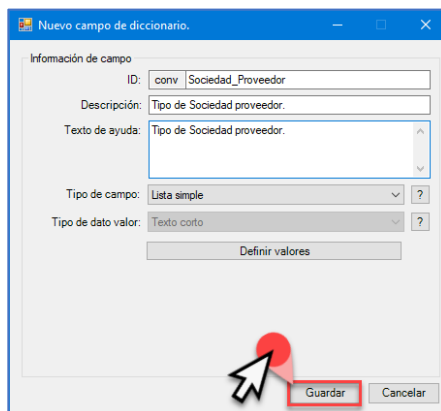 Nuevo campo de diccionario.
Información de campo
ID: conv Sociedad_Proveedor
Descripción: Tipo de Sociedad proveedor.
Texto de ayuda: Tipo de Sociedad proveedor.
Tipo de campo: Lista simple ?
Tipo de dato valor: Texto corto ?
Definir valores
Guardar Cancelar